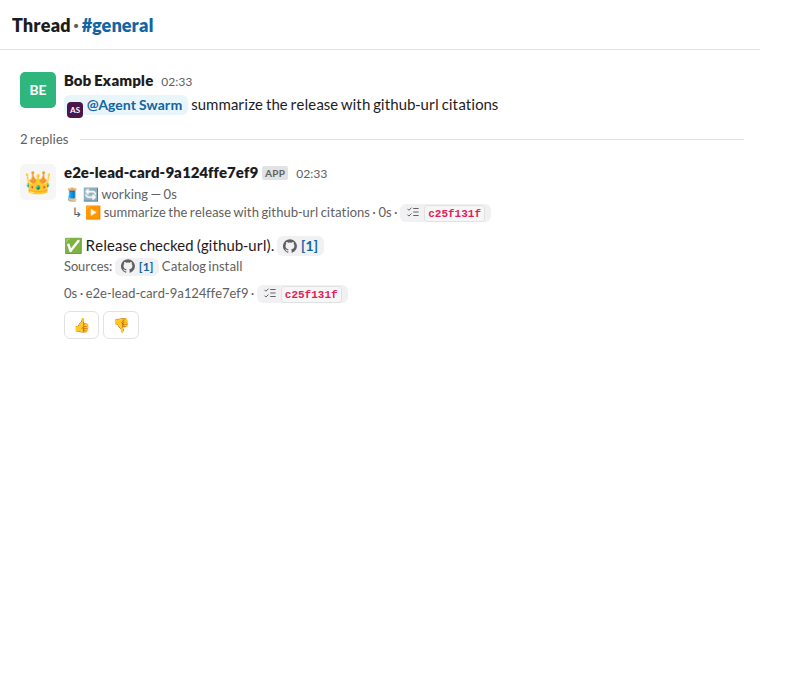 Thread · #general
BE
Bob Example 02:33
AS @Agent Swarm summarize the release with github-url citations
2 replies
e2e-lead-card-9a124ffe7ef9 APP 02:33
working — 0s
↳ summarize the release with github-url citations · 0s · c25f131f
Release checked (github-url). [1]
Sources: [1] Catalog install
0s · e2e-lead-card-9a124ffe7ef9 · c25f131f